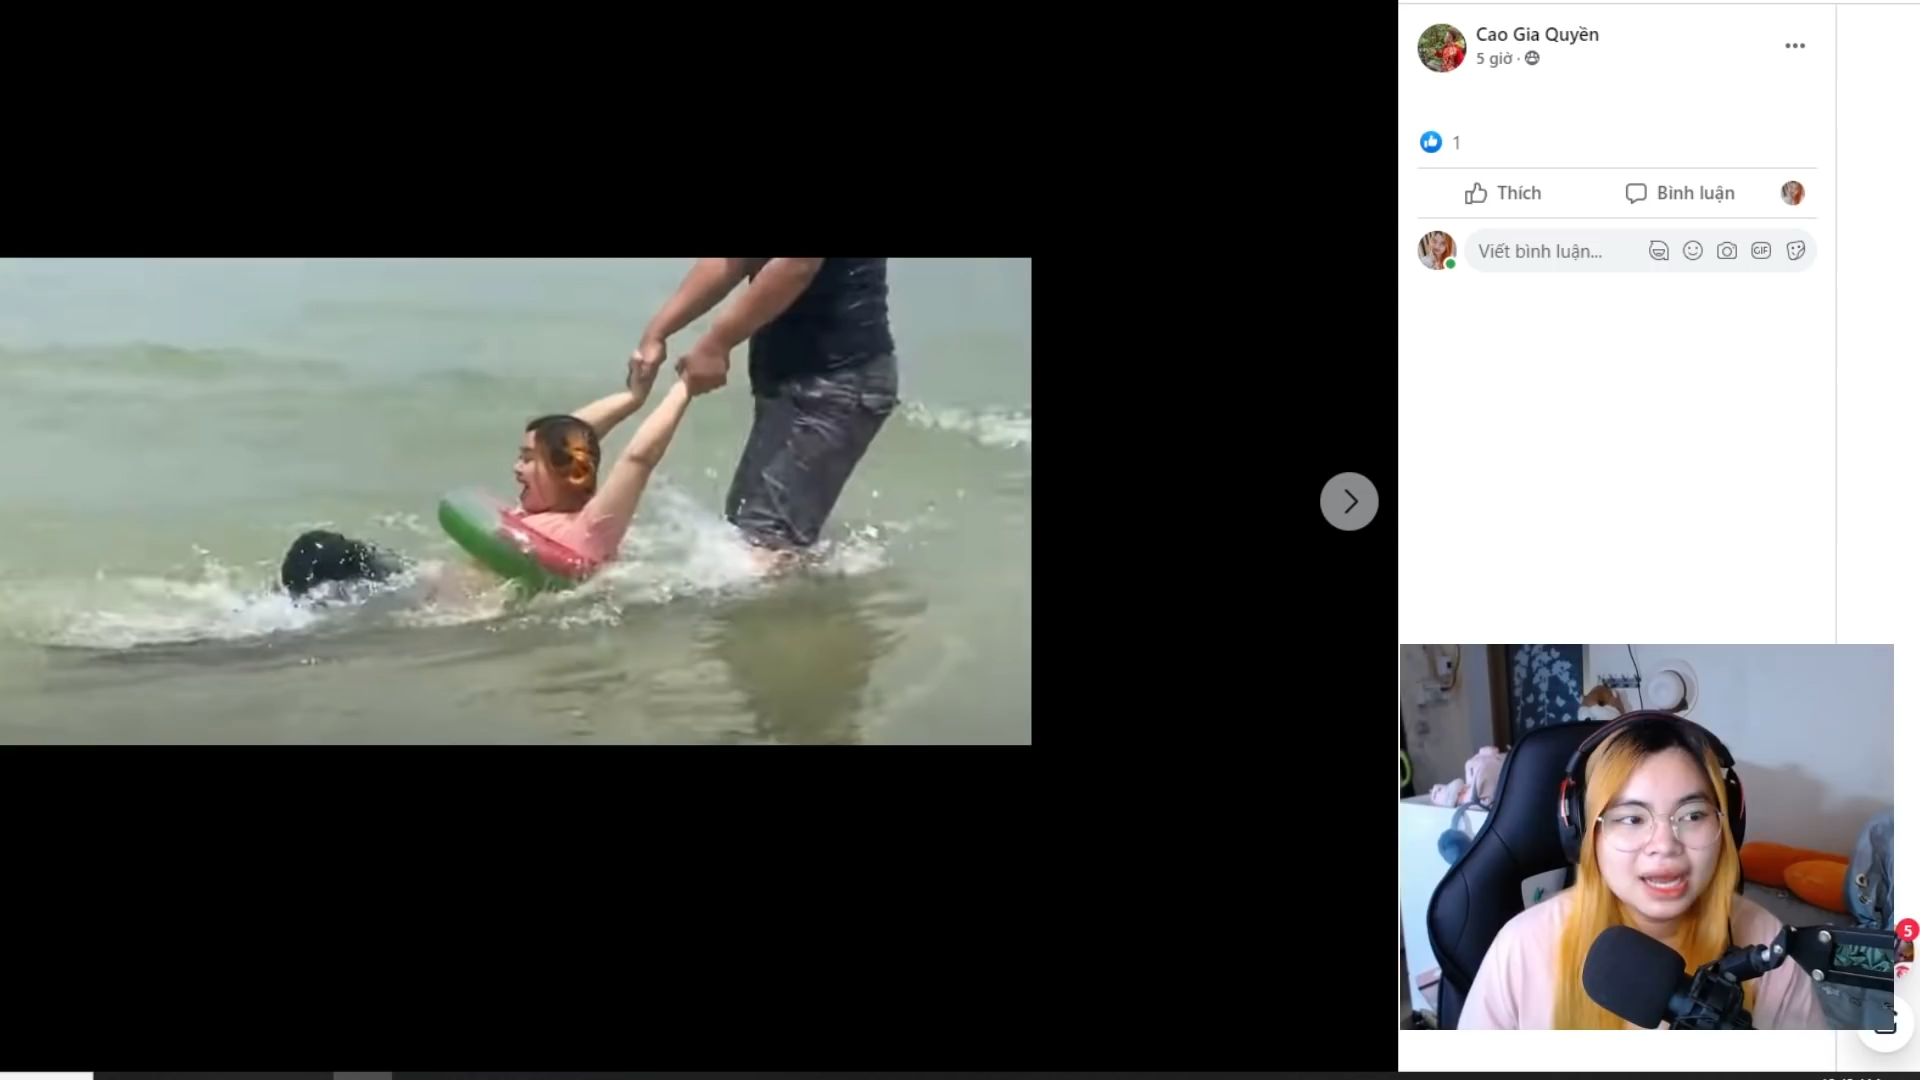 Cao Gia Quyền
5 giờ ·
1
Thích
Bình luận
Viết bình luận...
GIF
5